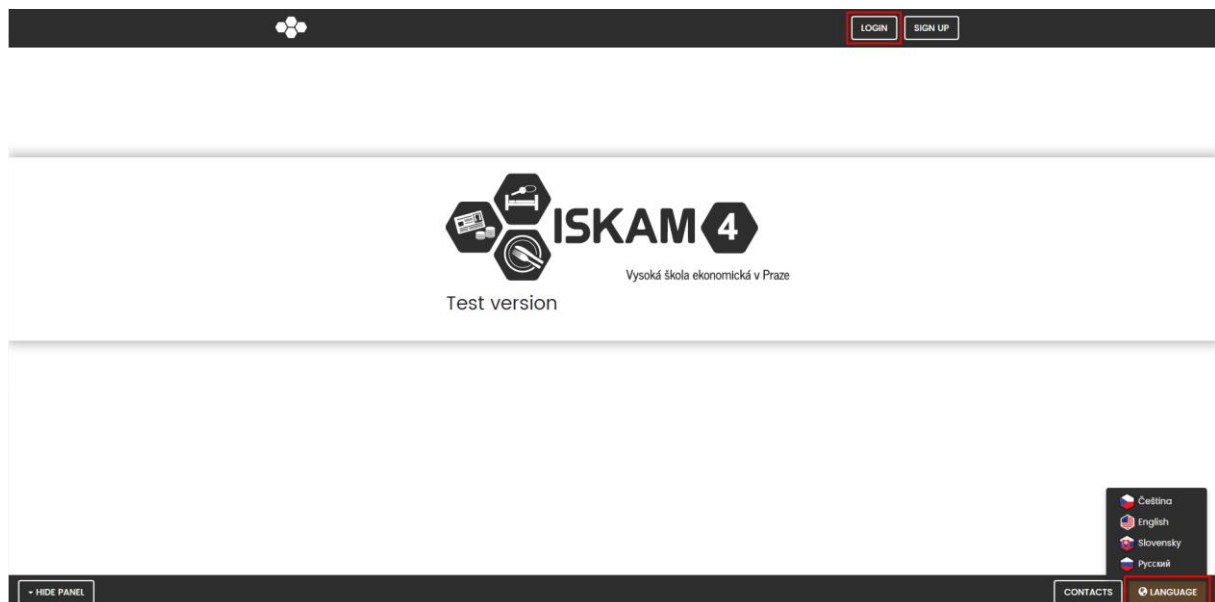 LOGIN
SIGN UP
ISKAM 4
Vysoká škola ekonomická v Praze
Test version
Čeština
English
Slovensky
Русский
HIDE PANEL
CONTACTS
LANGUAGE